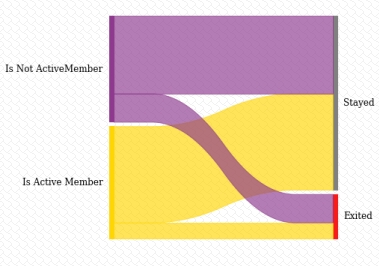 Is Not ActiveMember
Stayed
Is Active Member
Exited